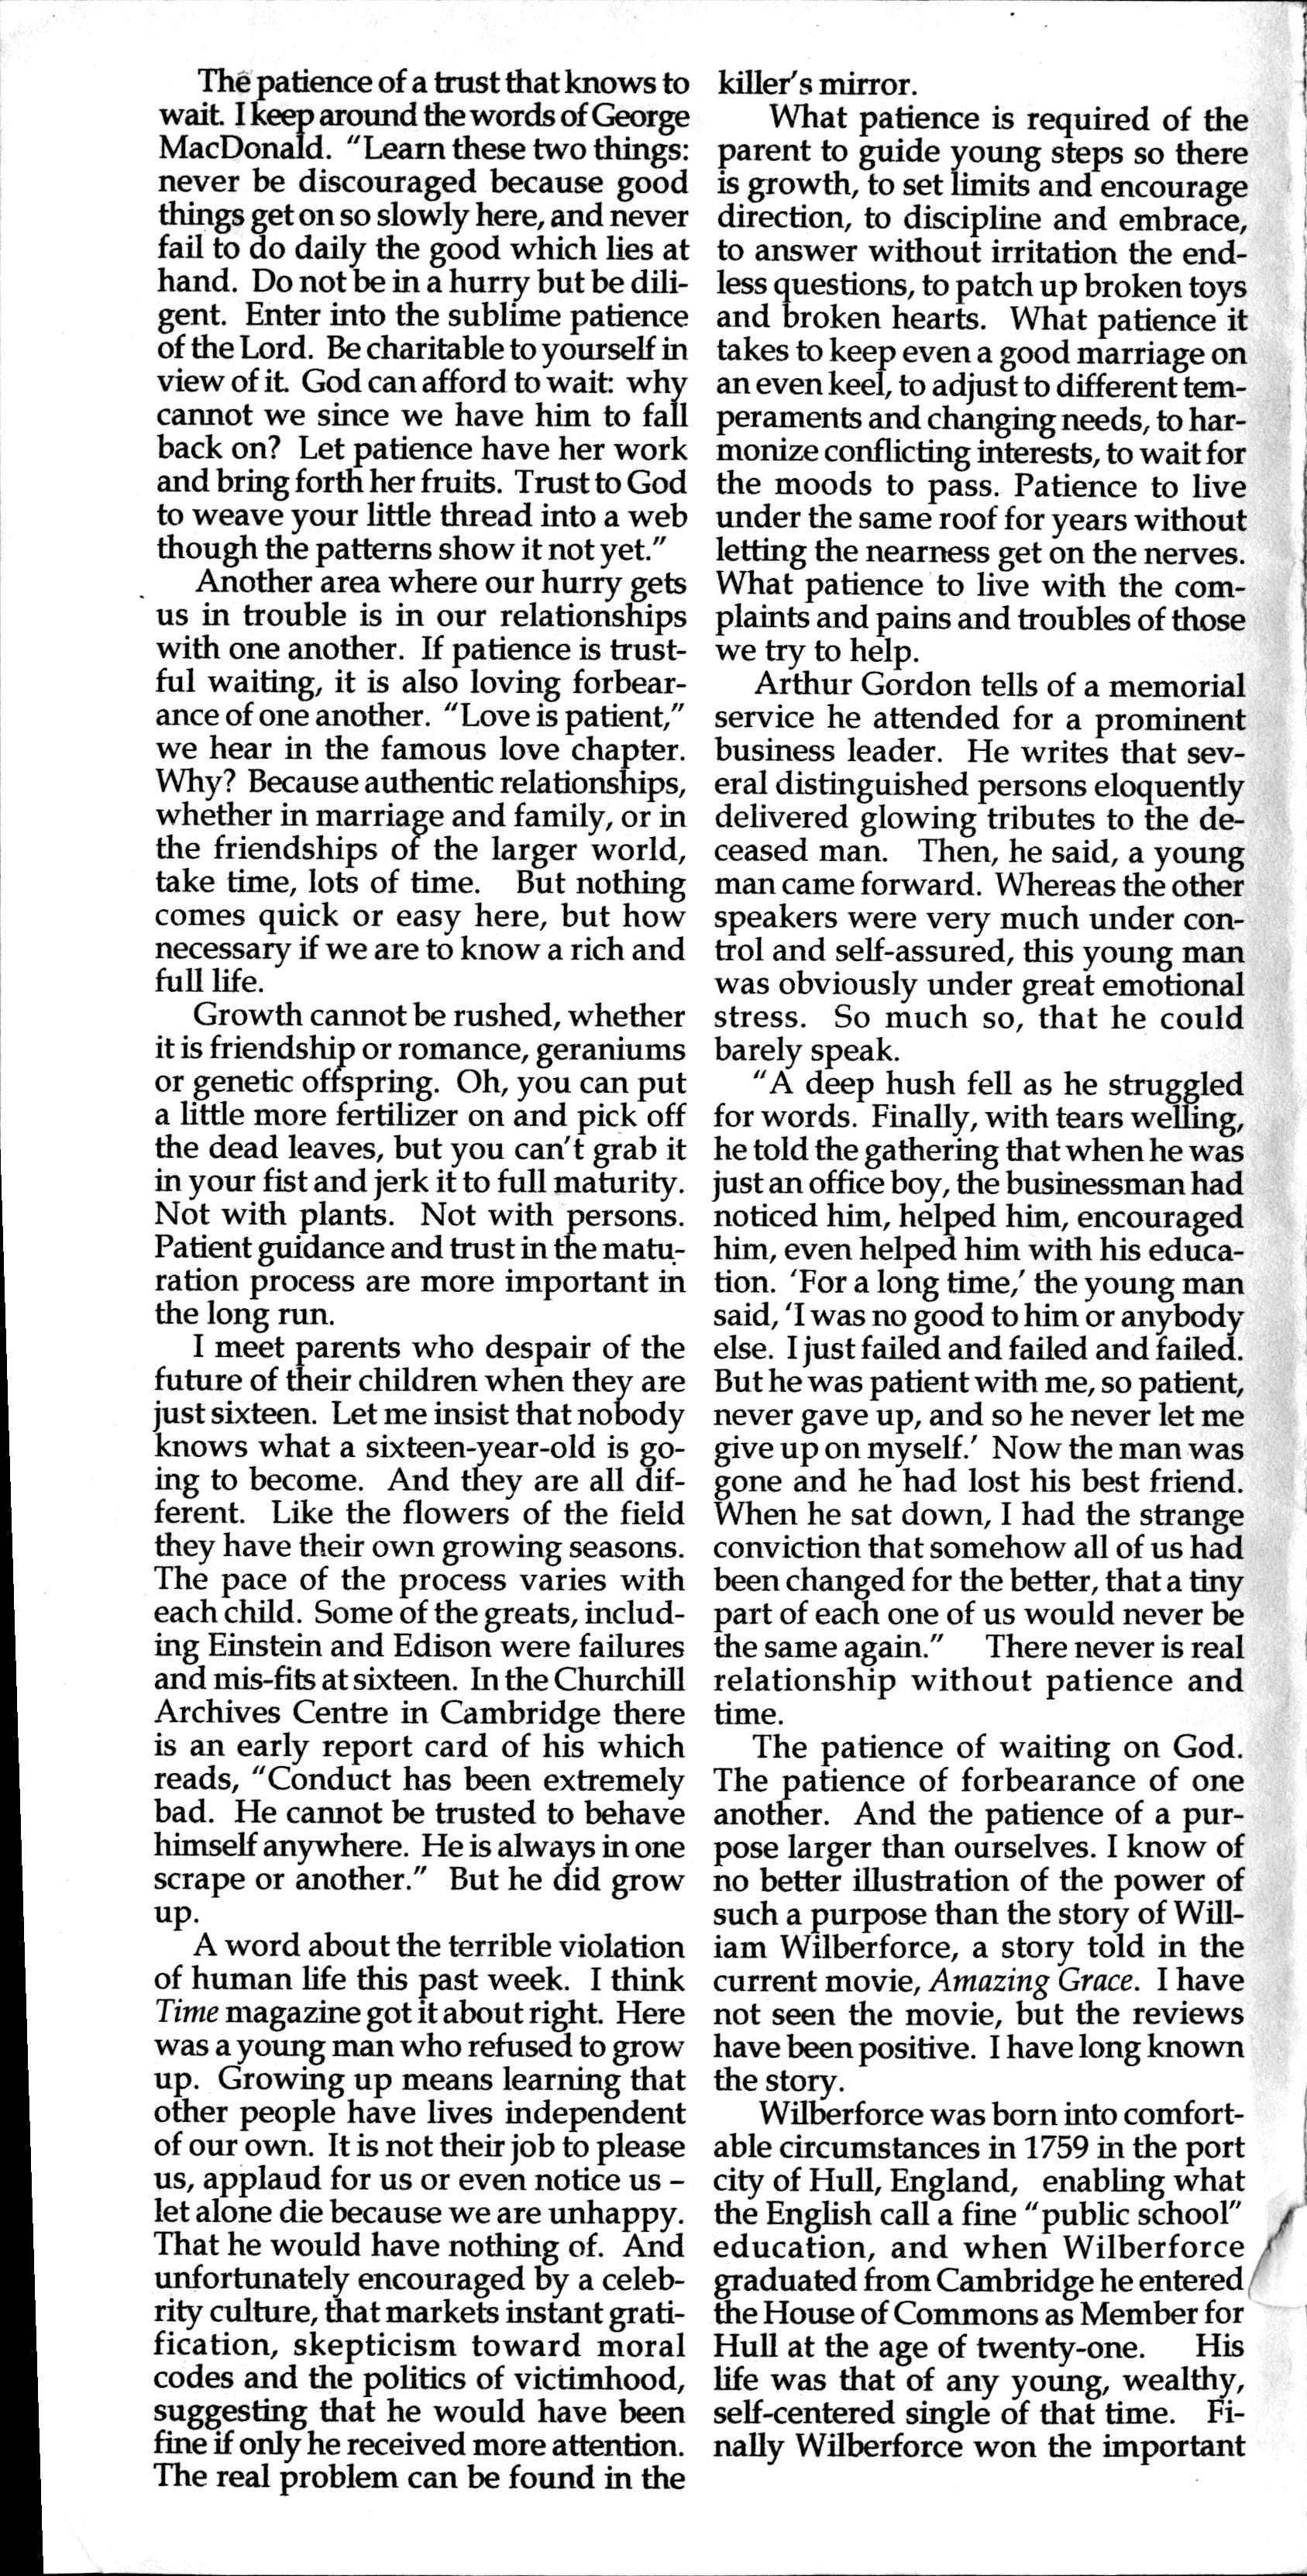 The patience of a trust that knows to
wait. I keep around the words of George
MacDonald. “Learn these two things:
never be discouraged because good
things get on so slowly here, and never
fail to do daily the good which lies at
hand. Do not be in a hurry but be dili-
gent. Enter into the sublime patience
of the Lord. Be charitable to yourself in
view of it. God can afford to wait: why
cannot we since we have him to fall
back on? Let patience have her work
and bring forth her fruits. Trust to God
to weave your little thread into a web
though the patterns show it not yet.”
Another area where our hurry gets
us in trouble is in our relationships
with one another. If patience is trust-
ful waiting, it is also loving forbear-
ance of one another. “Love is patient,”
we hear in the famous love chapter.
Why? Because authentic relationships,
whether in marriage and family, or in
the friendships of the larger world,
take time, lots of time. But nothing
comes quick or easy here, but how
necessary if we are to know a rich and
full life.
Growth cannot be rushed, whether
it is friendship or romance, geraniums
or genetic offspring. Oh, you can put
a little more fertilizer on and pick off
the dead leaves, but you can’t grab it
in your fist and jerk it to full maturity.
Not with plants. Not with persons.
Patient guidance and trust in the matu-
ration process are more important in
the long run.
I meet parents who despair of the
future of their children when they are
just sixteen. Let me insist that nobody
knows what a sixteen-year-old is go-
ing to become. And they are all dif-
ferent. Like the flowers of the field
they have their own growing seasons.
The pace of the process varies with
each child. Some of the greats, includ-
ing Einstein and Edison were failures
and mis-fits at sixteen. In the Churchill
Archives Centre in Cambridge there
is an early report card of his which
reads, “Conduct has been extremely
bad. He cannot be trusted to behave
himself anywhere. He is always in one
scrape or another.” But he did grow
up.
A word about the terrible violation
of human life this past week. I think
Time magazine got it about right. Here
was a young man who refused to grow
up. Growing up means learning that
other people have lives independent
of our own. It is not their job to please
us, applaud for us or even notice us –
let alone die because we are unhappy.
That he would have nothing of. And
unfortunately encouraged by a celeb-
rity culture, that markets instant grati-
fication, skepticism toward moral
codes and the politics of victimhood,
suggesting that he would have been
fine if only he received more attention.
The real problem can be found in the
killer’s mirror.
What patience is required of the
parent to guide young steps so there
is growth, to set limits and encourage
direction, to discipline and embrace,
to answer without irritation the end-
less questions, to patch up broken toys
and broken hearts. What patience it
takes to keep even a good marriage on
an even keel, to adjust to different tem-
peraments and changing needs, to har-
monize conflicting interests, to wait for
the moods to pass. Patience to live
under the same roof for years without
letting the nearness get on the nerves.
What patience to live with the com-
plaints and pains and troubles of those
we try to help.
Arthur Gordon tells of a memorial
service he attended for a prominent
business leader. He writes that sev-
eral distinguished persons eloquently
delivered glowing tributes to the de-
ceased man. Then, he said, a young
man came forward. Whereas the other
speakers were very much under con-
trol and self-assured, this young man
was obviously under great emotional
stress. So much so, that he could
barely speak.
“A deep hush fell as he struggled
for words. Finally, with tears welling,
he told the gathering that when he was
just an office boy, the businessman had
noticed him, helped him, encouraged
him, even helped him with his educa-
tion. ‘For a long time,’ the young man
said, ‘I was no good to him or anybody
else. I just failed and failed and failed.
But he was patient with me, so patient,
never gave up, and so he never let me
give up on myself.’ Now the man was
gone and he had lost his best friend.
When he sat down, I had the strange
conviction that somehow all of us had
been changed for the better, that a tiny
part of each one of us would never be
the same again.” There never is real
relationship without patience and
time.
The patience of waiting on God.
The patience of forbearance of one
another. And the patience of a pur-
pose larger than ourselves. I know of
no better illustration of the power of
such a purpose than the story of Will-
iam Wilberforce, a story told in the
current movie, Amazing Grace. I have
not seen the movie, but the reviews
have been positive. I have long known
the story.
Wilberforce was born into comfort-
able circumstances in 1759 in the port
city of Hull, England, enabling what
the English call a fine “public school”
education, and when Wilberforce
graduated from Cambridge he entered
the House of Commons as Member for
Hull at the age of twenty-one. His
life was that of any young, wealthy,
self-centered single of that time. Fi-
nally Wilberforce won the important